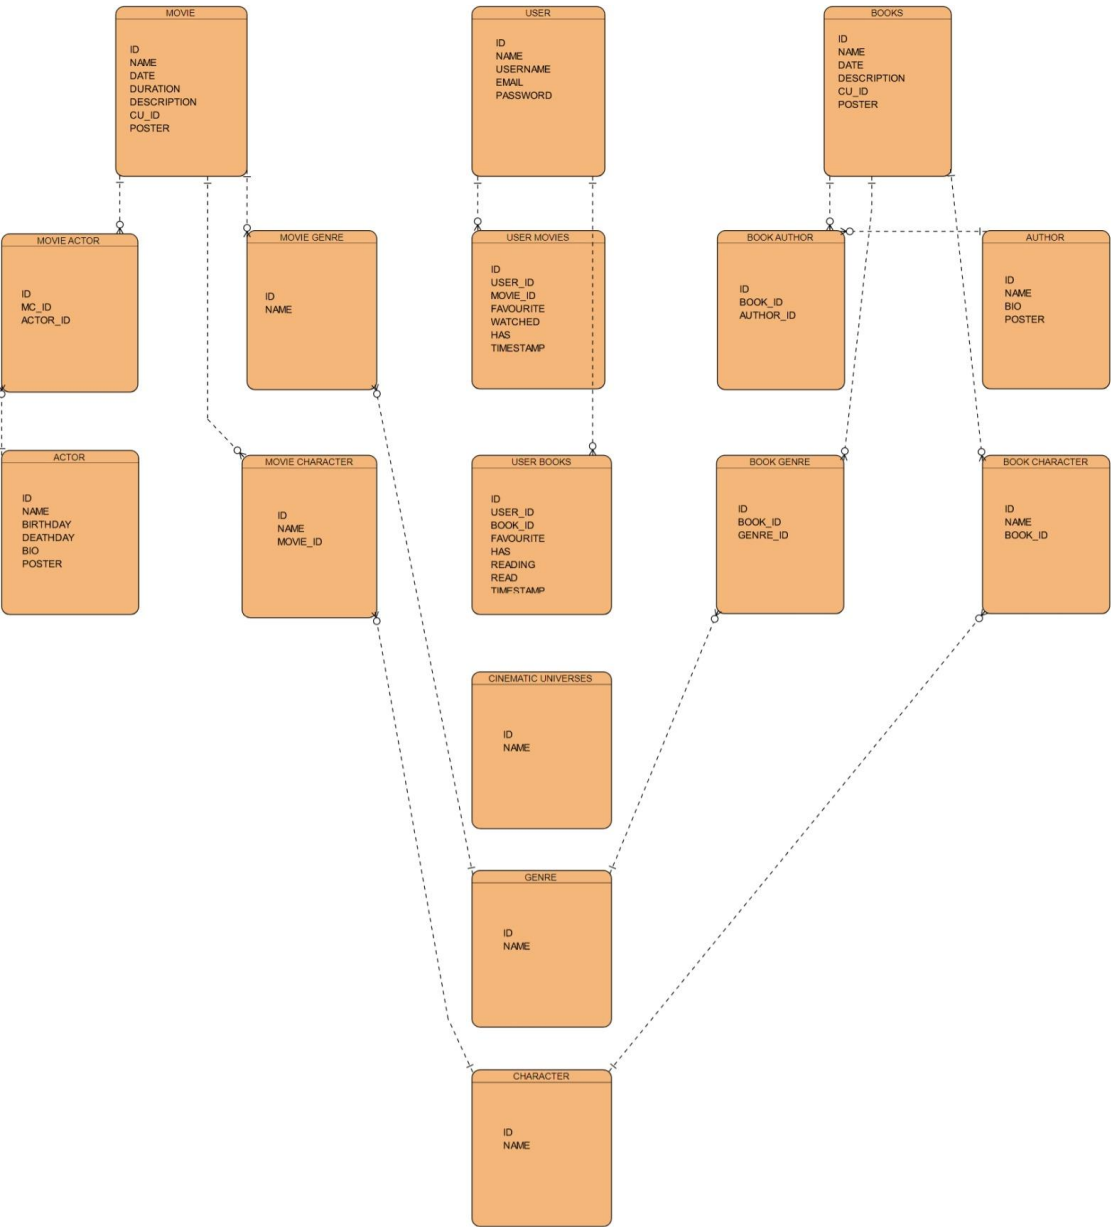 MOVIE
ID
NAME
DATE
DURATION
DESCRIPTION
CU_ID
POSTER
USER
ID
NAME
USERNAME
EMAIL
PASSWORD
BOOKS
ID
NAME
DATE
DESCRIPTION
CU_ID
POSTER
MOVIE ACTOR
ID
MC_ID
ACTOR_ID
MOVIE GENRE
ID
NAME
USER MOVIES
ID
USER_ID
MOVIE_ID
FAVOURITE
WATCHED
HAS
TIMESTAMP
BOOK AUTHOR
ID
BOOK_ID
AUTHOR_ID
AUTHOR
ID
NAME
BIO
POSTER
ACTOR
ID
NAME
BIRTHDAY
DEATHDAY
BIO
POSTER
MOVIE CHARACTER
ID
NAME
MOVIE_ID
USER BOOKS
ID
USER_ID
BOOK_ID
FAVOURITE
HAS
READING
READ
TIMESTAMP
BOOK GENRE
ID
BOOK_ID
GENRE_ID
BOOK CHARACTER
ID
NAME
BOOK_ID
CINEMATIC UNIVERSES
ID
NAME
GENRE
ID
NAME
CHARACTER
ID
NAME